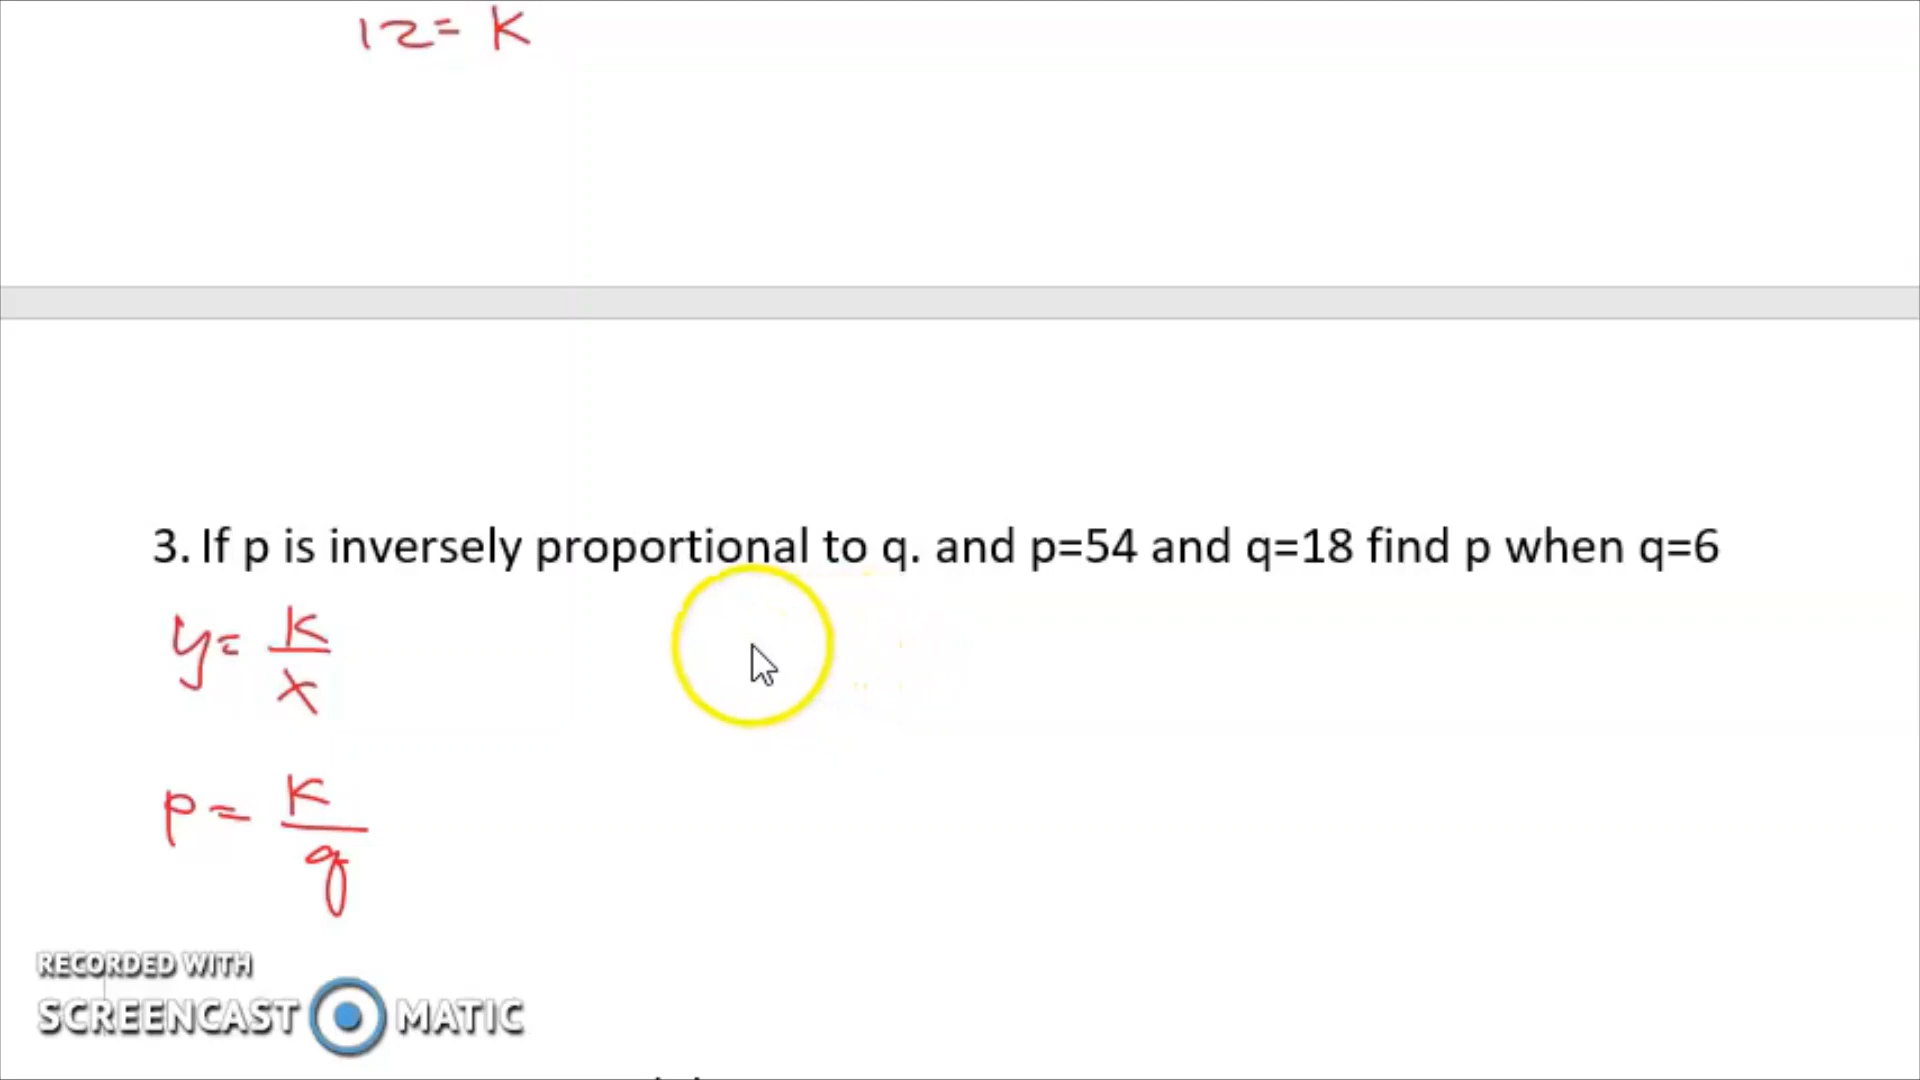 12 = K
3. If p is inversely proportional to q. and p=54 and q=18 find p when q=6
y = K
x
p = K
q
RECORDED WITH
SCREENCAST MATIC